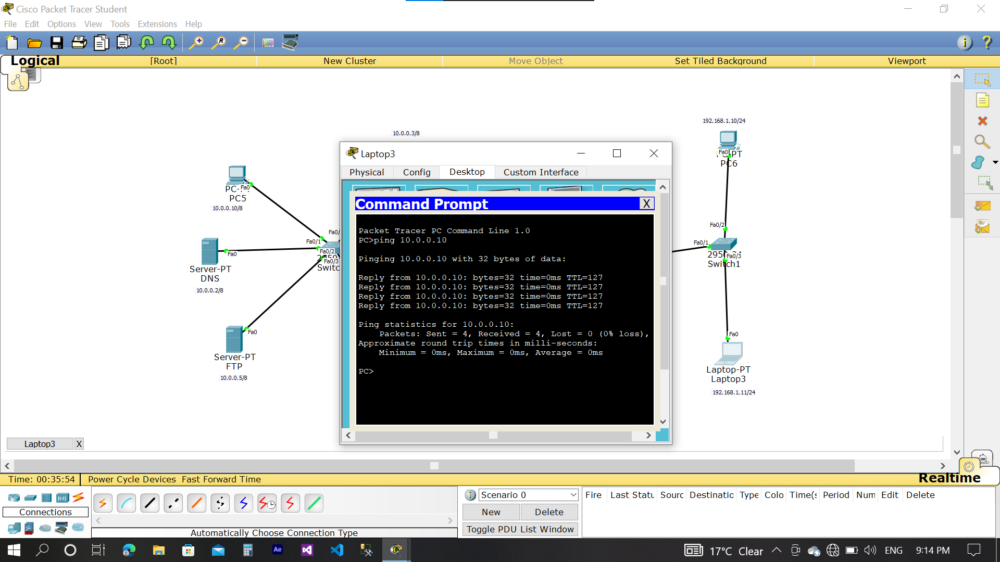 Cisco Packet Tracer Student
File Edit Options View Tools Extensions Help
Logical [Root] New Cluster Move Object Set Tiled Background Viewport
192.168.1.10/24
10.0.0.3/8
Fa0
PC6
Fa0
PC5
10.0.0.10/8
Fa0/1
Fa0/2
Fa0/3
Fa0
Server-PT
DNS
10.0.0.2/8
Fa0
Server-PT
FTP
10.0.0.5/8
Laptop3
Physical Config Desktop Custom Interface
Command Prompt X
Packet Tracer PC Command Line 1.0
PC>ping 10.0.0.10
Pinging 10.0.0.10 with 32 bytes of data:
Reply from 10.0.0.10: bytes=32 time=0ms TTL=127
Reply from 10.0.0.10: bytes=32 time=0ms TTL=127
Reply from 10.0.0.10: bytes=32 time=0ms TTL=127
Reply from 10.0.0.10: bytes=32 time=0ms TTL=127
Ping statistics for 10.0.0.10:
Packets: Sent = 4, Received = 4, Lost = 0 (0% loss),
Approximate round trip times in milli-seconds:
Minimum = 0ms, Maximum = 0ms, Average = 0ms
PC>
Fa0/2
Fa0/1
Fa0/3
Switch1
Fa0
Laptop-PT
Laptop3
192.168.1.11/24
Laptop3 X
Time: 00:35:54 Power Cycle Devices Fast Forward Time Realtime
Connections
Automatically Choose Connection Type
Scenario 0
New Delete
Toggle PDU List Window
Fire Last Statu Sourc Destinatic Type Colo Time(s Period Num Edit Delete
Ae
17°C Clear ENG 9:14 PM